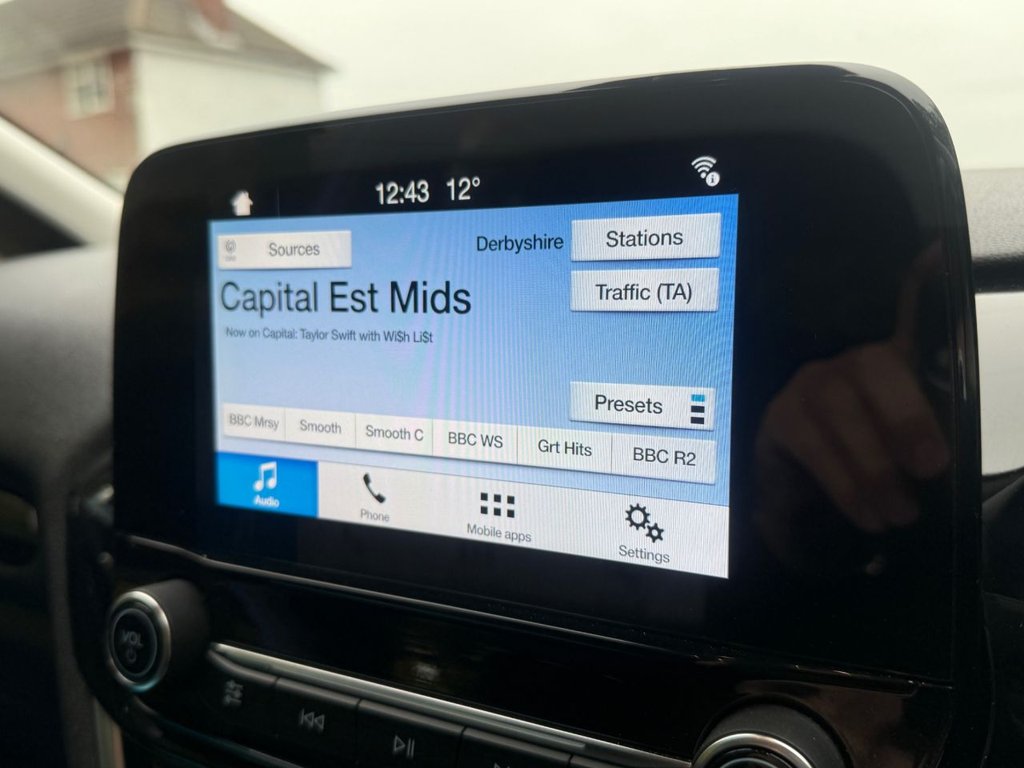 12:43 12°
Sources
Derbyshire
Stations
Capital Est Mids
Traffic (TA)
Now on Capital: Taylor Swift with Wi$h Li$t
Presets
BBC Mrsy
Smooth
Smooth C
BBC WS
Grt Hits
BBC R2
Audio
Phone
Mobile apps
Settings
VOL